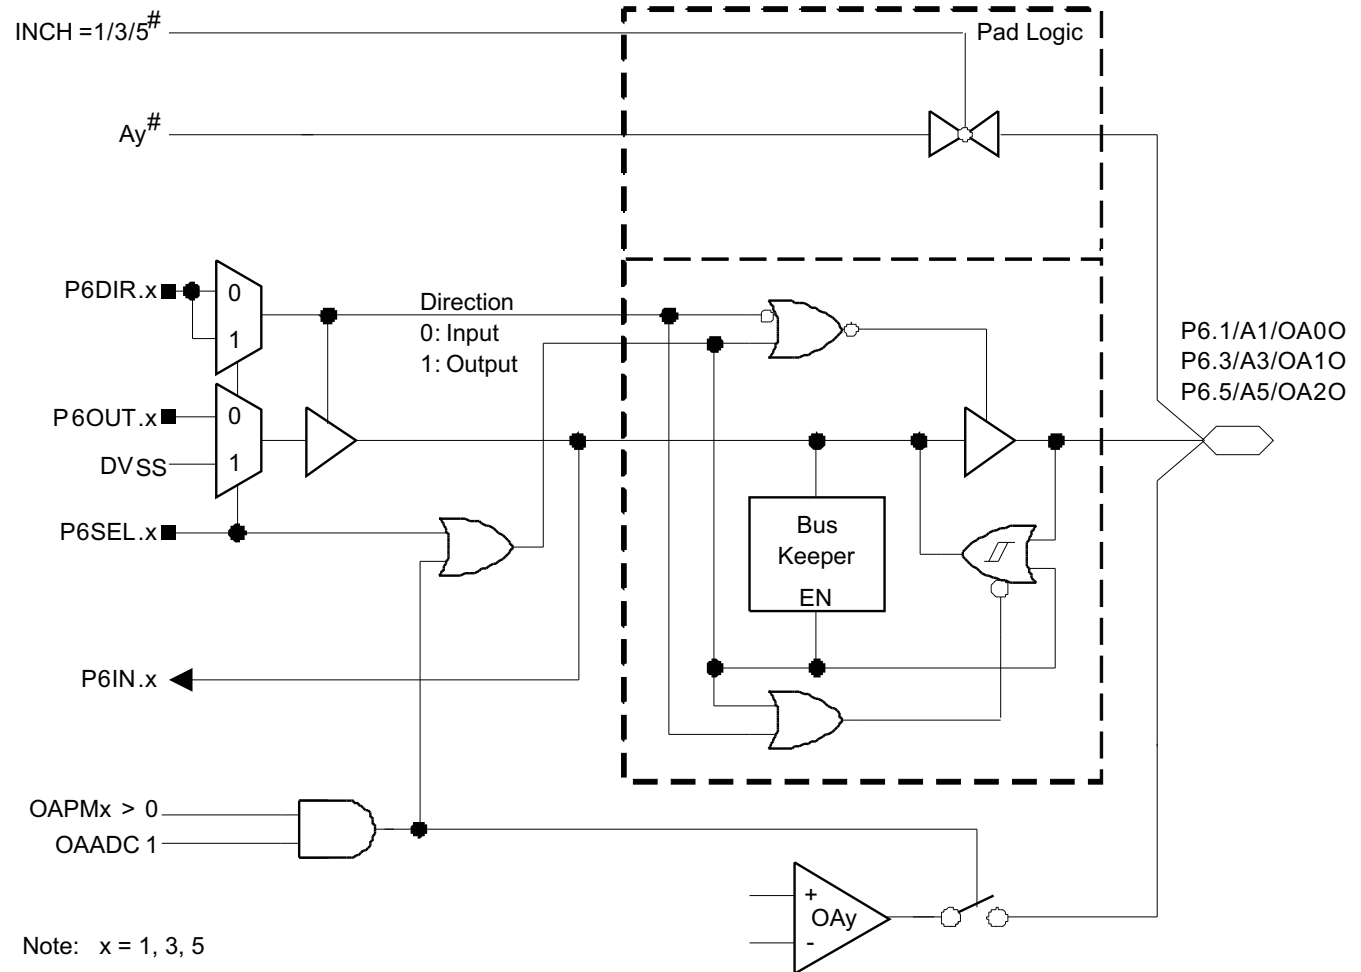 INCH =1/3/5#
Pad Logic
Ay#
P6DIR.x
0
1
Direction
0: Input
1: Output
P6.1/A1/OA0O
P6.3/A3/OA1O
P6.5/A5/OA2O
P6OUT.x
0
DVSS
1
P6SEL.x
Bus
Keeper
EN
P6IN.x
OAPMx > 0
OAADC 1
+
OAy
-
Note: x = 1, 3, 5